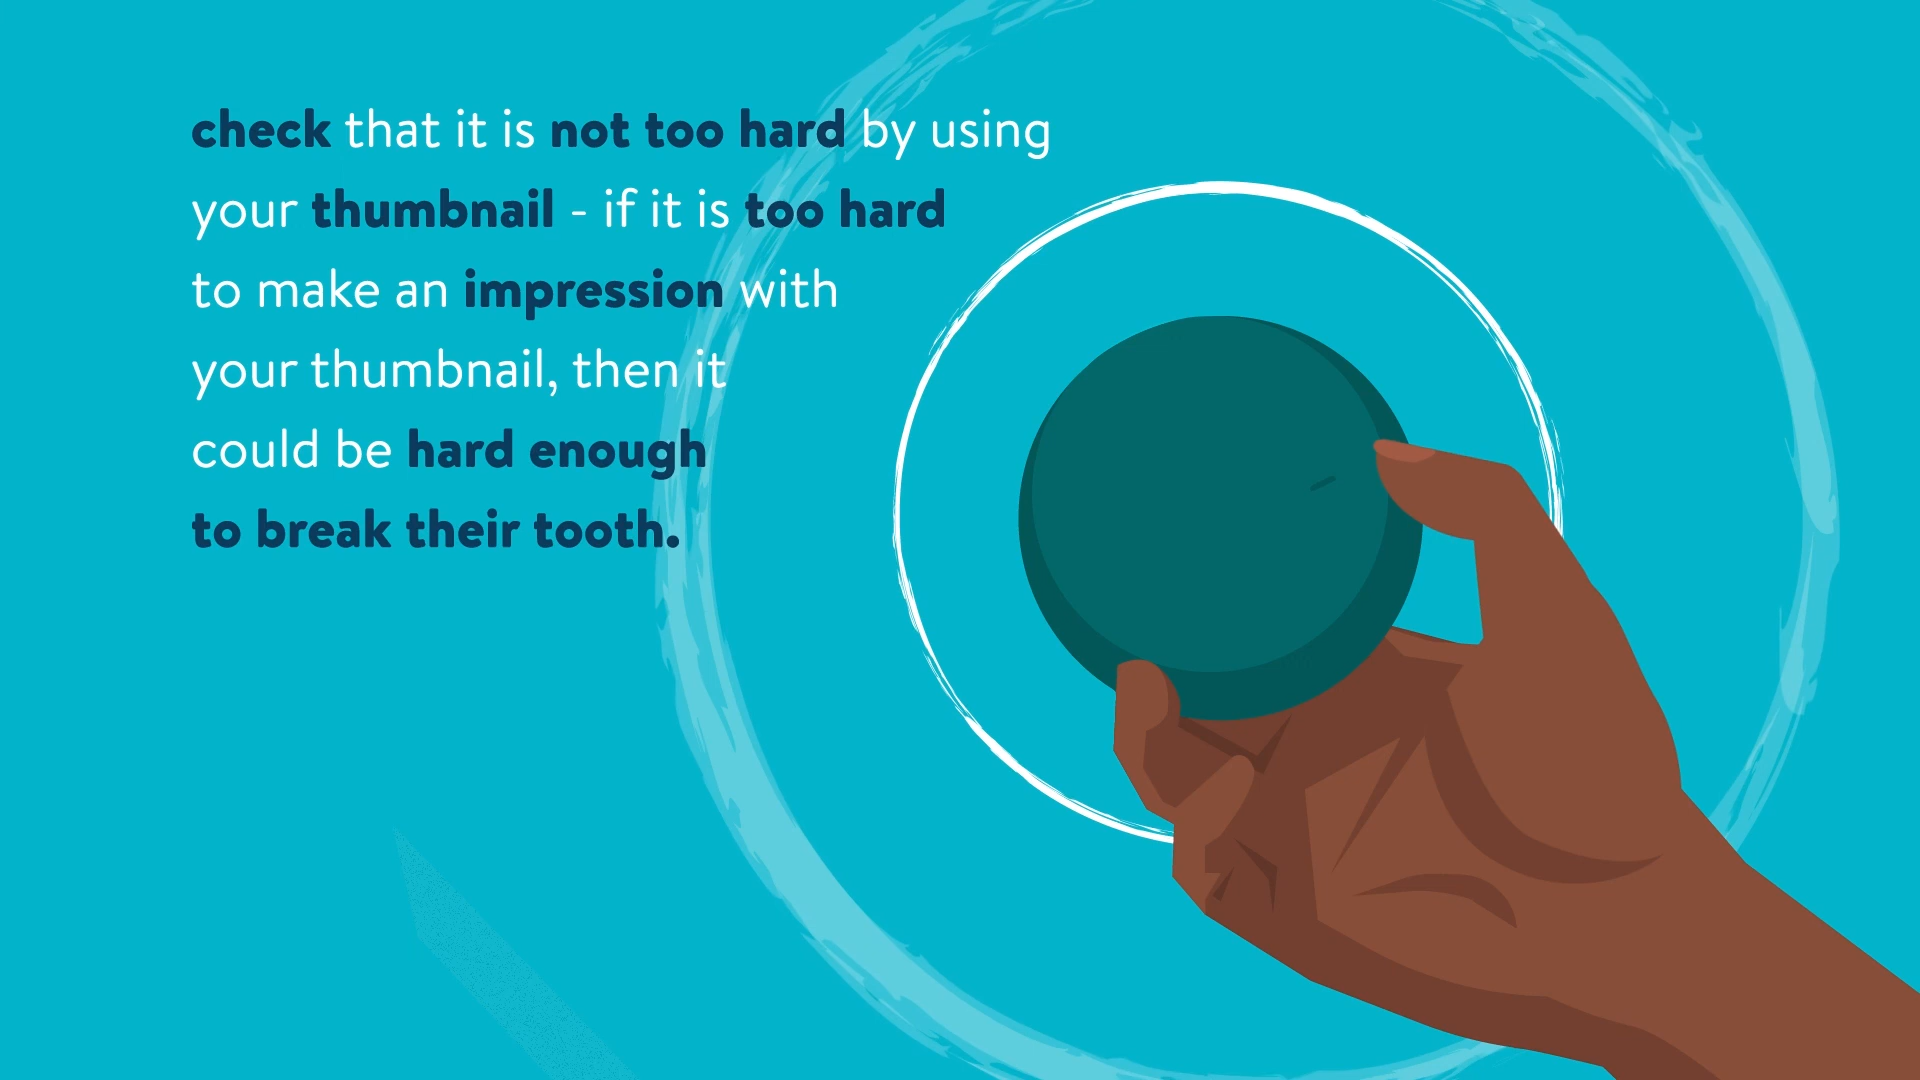 check that it is not too hard by using
your thumbnail - if it is too hard
to make an impression with
your thumbnail, then it
could be hard enough
to break their tooth.